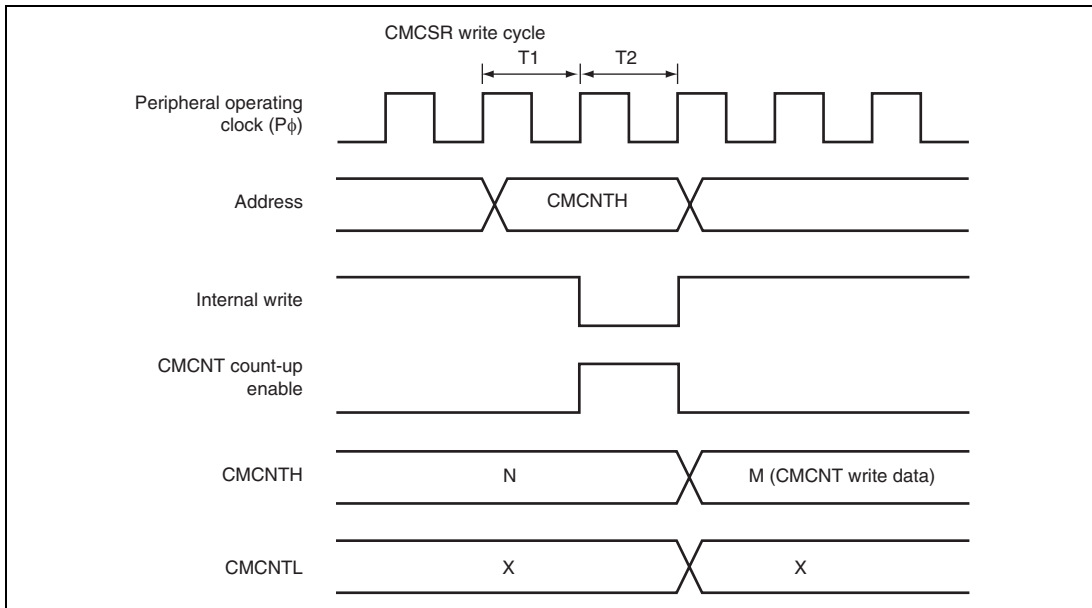 CMCSR write cycle
T1 T2
Peripheral operating
clock (Pϕ)
Address CMCNTH
Internal write
CMCNT count-up
enable
CMCNTH N M (CMCNT write data)
CMCNTL X X